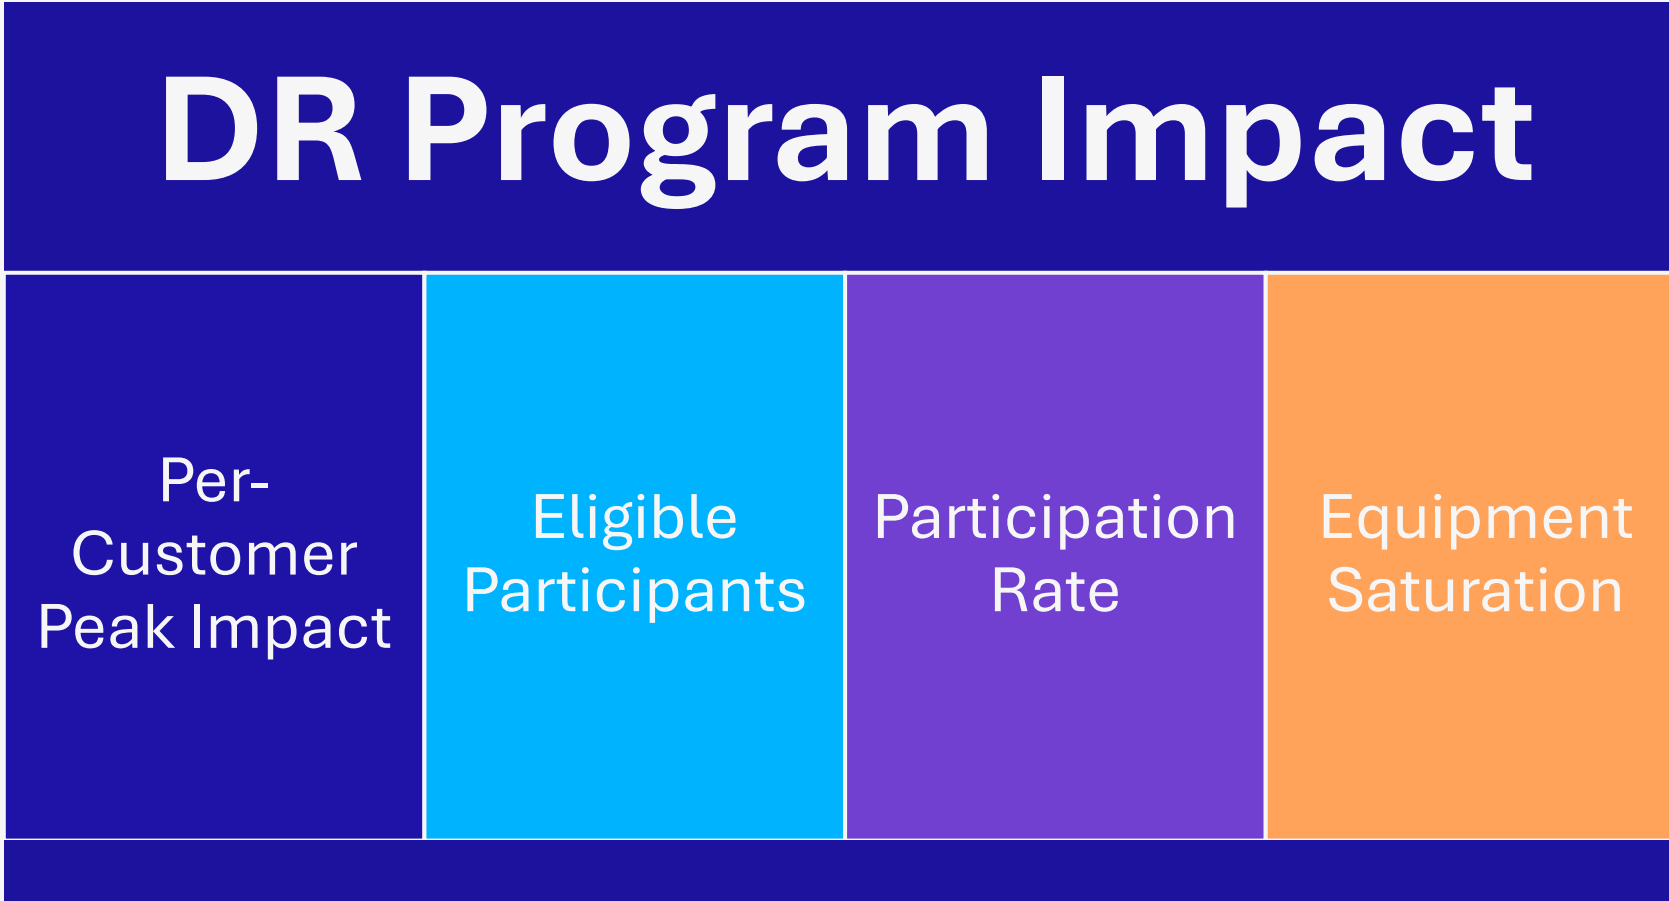 DR Program Impact
Per-
Customer
Peak Impact
Eligible
Participants
Participation
Rate
Equipment
Saturation